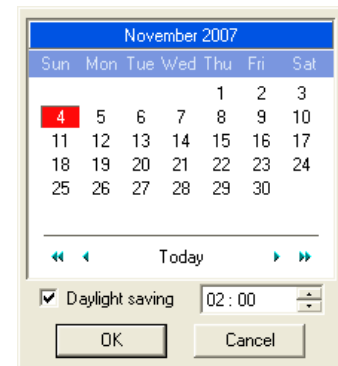 November 2007
Sun Mon Tue Wed Thu Fri Sat
1 2 3
4 5 6 7 8 9 10
11 12 13 14 15 16 17
18 19 20 21 22 23 24
25 26 27 28 29 30
Today
Daylight saving 02 : 00
OK Cancel